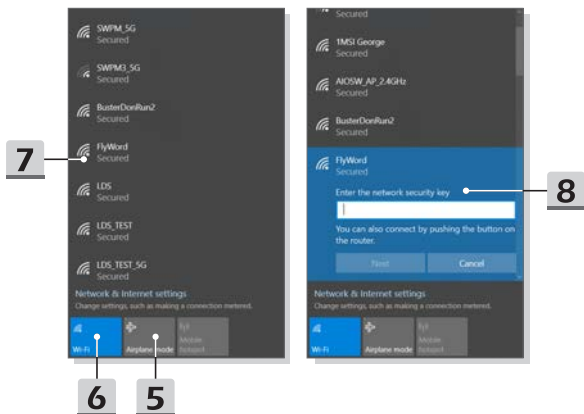 SWPM_5G
Secured
SWPM3_5G
Secured
BusterDonRun2
Secured
7
FlyWord
Secured
LDS
Secured
LDS_TEST
Secured
LDS_TEST_5G
Secured
Network & Internet settings
Change settings, such as making a connection metered.
Wi-Fi
Airplane mode
Mobile
hotspot
6
5
Secured
1MSI George
Secured
AIOSW_AP_2.4GHz
Secured
BusterDonRun2
Secured
FlyWord
Secured
Enter the network security key
8
You can also connect by pushing the button on
the router.
Next
Cancel
Network & Internet settings
Change settings, such as making a connection metered.
Wi-Fi
Airplane mode
Mobile
hotspot